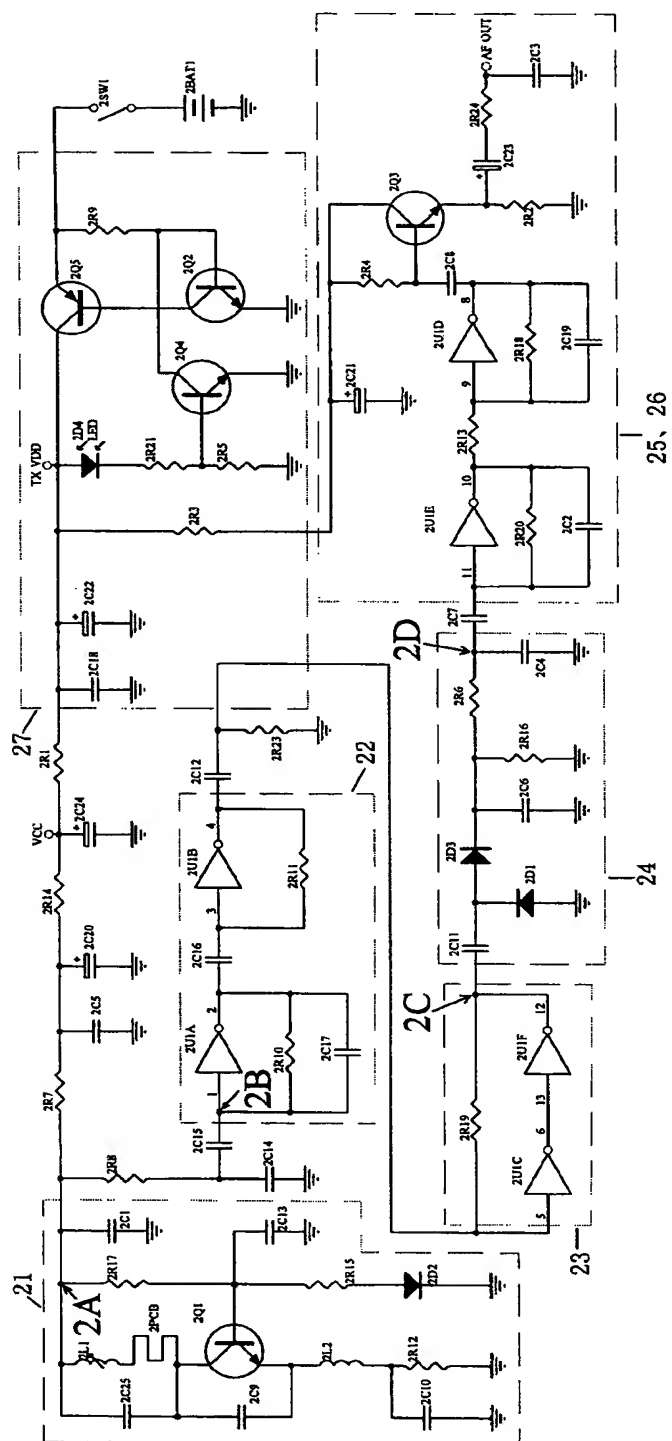 2SW1
2BAT1
2R9
2Q5
2Q2
2Q4
2D4
LED
TX VDD
2R21
2R5
2R3
2C22
2C18
27
2R1
2C24
VCC
2R14
2C20
2C5
2R7
2R8
2C14
2C15
2B
1
2U1A
2
2R10
2C17
2C16
3
2U1B
4
2R11
2C12
2R23
22
21
2A
2C1
2R17
2C13
2L1
2PCB
2Q1
2R15
2D2
2C25
2C9
2L2
2R12
2C10
AF OUT
2C3
2R24
2C23
2Q3
2R2
2R4
2C8
2C21
8
2U1D
9
2R18
2C19
2R13
10
2U1E
11
2R20
2C2
25、26
2C7
2D
2C4
2R6
2R16
2C6
2D3
2D1
2C11
24
2C
12
2U1F
13
6
2U1C
5
2R19
23